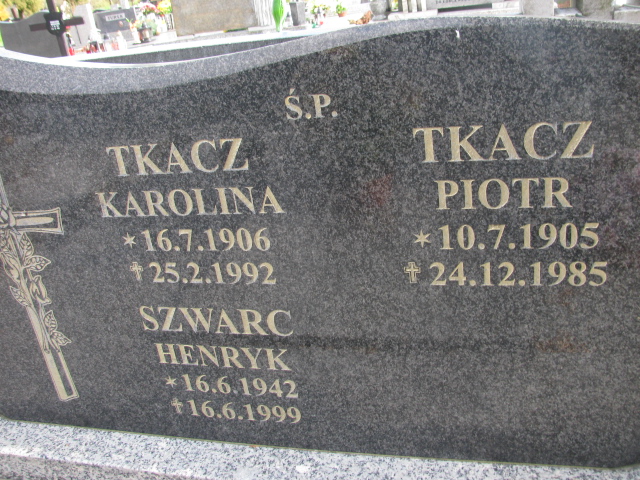 Ś.P.
TKACZ
KAROLINA
*16.7.1906
✝25.2.1992
SZWARC
HENRYK
*16.6.1942
✝16.6.1999
TKACZ
PIOTR
*10.7.1905
✝24.12.1985